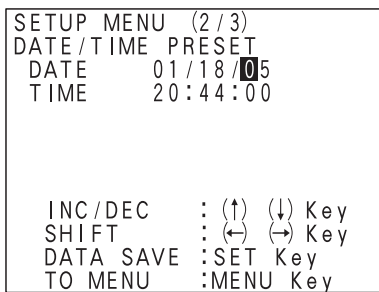 SETUP MENU (2/3)
DATE/TIME PRESET
DATE 01/18/05
TIME 20:44:00
INC/DEC :(↑) (↓) Key
SHIFT :(←) (→) Key
DATA SAVE :SET Key
TO MENU :MENU Key